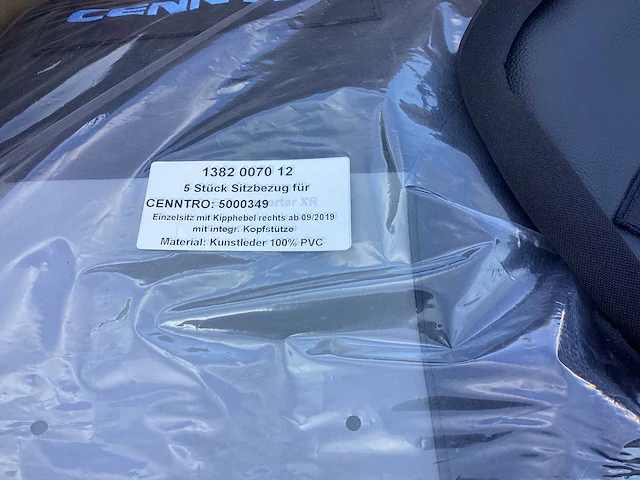 CENNTRO
1382 0070 12
5 Stück Sitzbezug für
CENNTRO: 5000349
Einzelsitz mit Kipphebel rechts ab 09/2019
mit integr. Kopfstütze
Material: Kunstleder 100% PVC